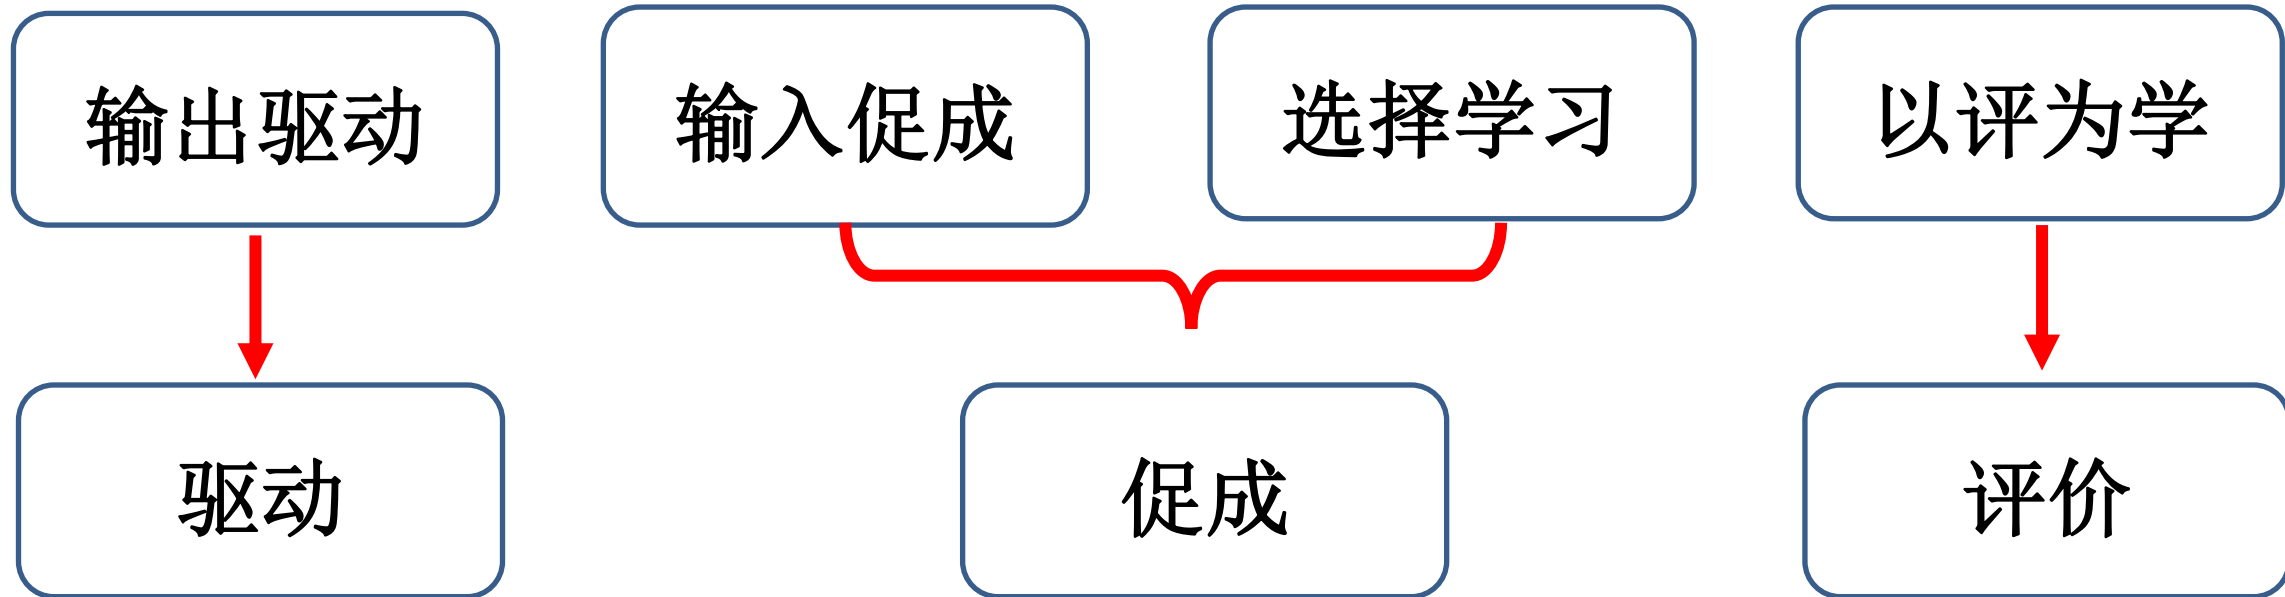 输出驱动
输入促成
选择学习
以评为学
驱动
促成
评价